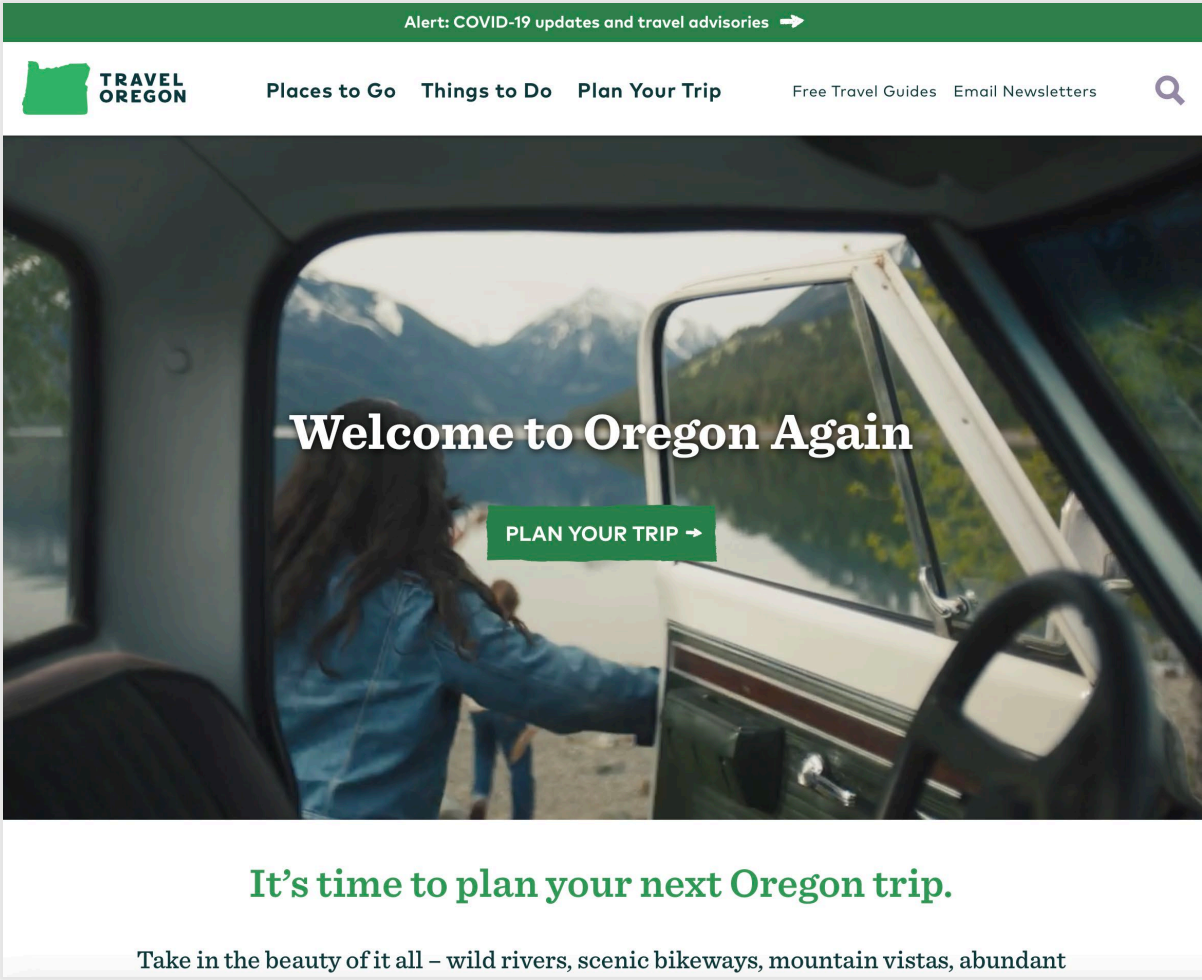 Alert: COVID-19 updates and travel advisories
TRAVEL
OREGON
Places to Go
Things to Do
Plan Your Trip
Free Travel Guides
Email Newsletters
Welcome to Oregon Again
PLAN YOUR TRIP
It’s time to plan your next Oregon trip.
Take in the beauty of it all – wild rivers, scenic bikeways, mountain vistas, abundant